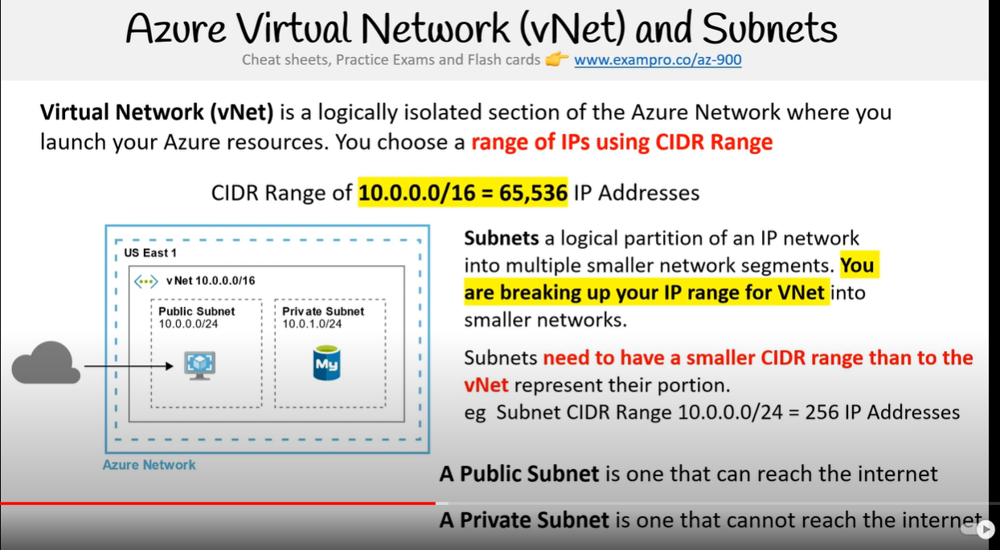 Azure Virtual Network (vNet) and Subnets
Cheat sheets, Practice Exams and Flash cards 👉 www.exampro.co/az-900
Virtual Network (vNet) is a logically isolated section of the Azure Network where you
launch your Azure resources. You choose a range of IPs using CIDR Range
CIDR Range of 10.0.0.0/16 = 65,536 IP Addresses
US East 1
vNet 10.0.0.0/16
Public Subnet
10.0.0.0/24
Private Subnet
10.0.1.0/24
My
Azure Network
Subnets a logical partition of an IP network
into multiple smaller network segments. You
are breaking up your IP range for VNet into
smaller networks.
Subnets need to have a smaller CIDR range than to the
vNet represent their portion.
eg Subnet CIDR Range 10.0.0.0/24 = 256 IP Addresses
A Public Subnet is one that can reach the internet
A Private Subnet is one that cannot reach the internet